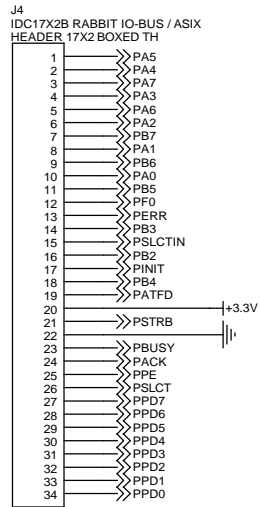 J4
IDC17X2B RABBIT IO-BUS / ASIX
HEADER 17X2 BOXED TH
1 PA5
2 PA4
3 PA7
4 PA3
5 PA6
6 PA2
7 PB7
8 PA1
9 PB6
10 PA0
11 PB5
12 PF0
13 PERR
14 PB3
15 PSLCTIN
16 PB2
17 PINIT
18 PB4
19 PATFD
20 +3.3V
21 PSTRB
22
23 PBUSY
24 PACK
25 PPE
26 PSLCT
27 PPD7
28 PPD6
29 PPD5
30 PPD4
31 PPD3
32 PPD2
33 PPD1
34 PPD0